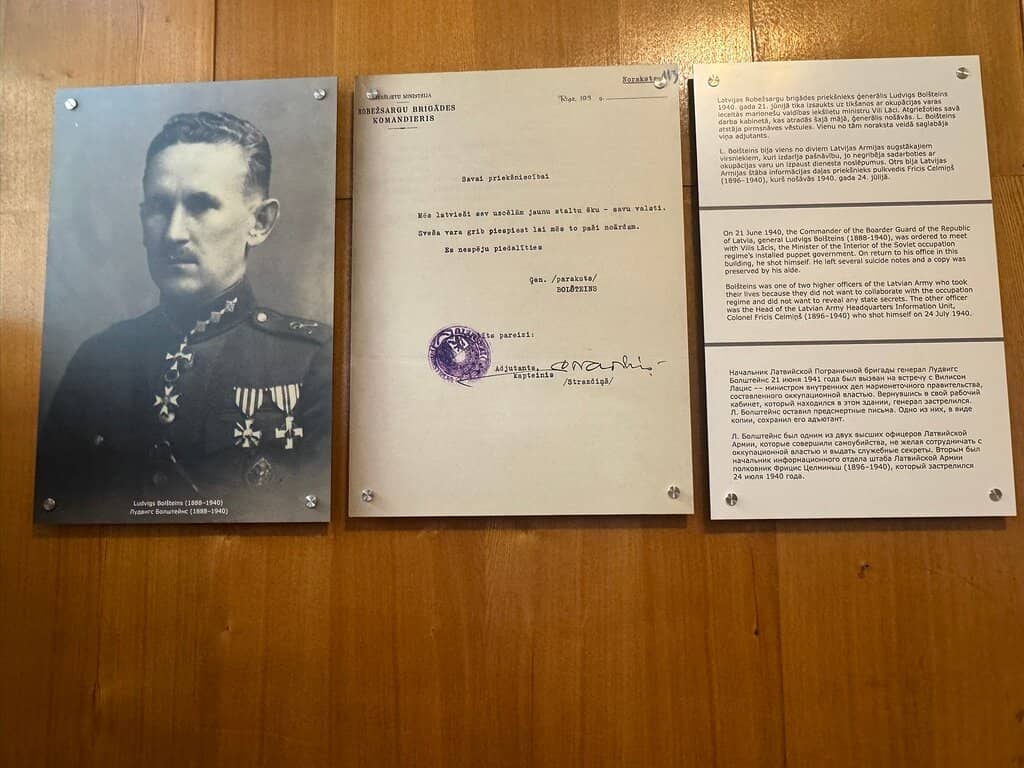 Ludvigs Bolšteins (1888–1940)
Лудвигс Болштейнс (1888–1940)
Noraksts 113
MINISTRIJA
ROBEŽSARGU BRIGĀDES
KOMANDIERIS
Rīgā, 193 . g.
Savai priekšniecībai
Mēs latvieši sev uzcēlām jaunu staltu ēku - savu valsti.
Sveša vara grib piespiest lai mēs to paši noārdam.
Es nespēju piedalīties
Ģen. /paraksts/
BOLŠTEINS
pareizi:
Adjutants,
kapteinis
/Strazdiņš/
Latvijas Robežsargu brigādes priekšnieks ģenerālis Ludvigs Bolšteins
1940. gada 21. jūnijā tika izsaukts uz tikšanos ar okupācijas varas
ieceltās marionešu valdības iekšlietu ministru Vili Lāci. Atgriežoties savā
darba kabinetā, kas atradās šajā mājā, ģenerālis nošāvās. L. Bolšteins
atstāja pirmsnāves vēstules. Vienu no tām noraksta veidā saglabāja
viņa adjutants.
L. Bolšteins bija viens no diviem Latvijas Armijas augstākajiem
virsniekiem, kuri izdarīja pašnāvību, jo negribēja sadarboties ar
okupācijas varu un izpaust dienesta noslēpumus. Otrs bija Latvijas
Armijas štāba informācijas daļas priekšnieks pulkvedis Fricis Celmiņš
(1896–1940), kurš nošāvās 1940. gada 24. jūlijā.
On 21 June 1940, the Commander of the Boarder Guard of the Republic
of Latvia, general Ludvigs Bolšteins (1888-1940), was ordered to meet
with Vilis Lācis, the Minister of the Interior of the Soviet occupation
regime's installed puppet government. On return to his office in this
building, he shot himself. He left several suicide notes and a copy was
preserved by his aide.
Bolšteins was one of two higher officers of the Latvian Army who took
their lives because they did not want to collaborate with the occupation
regime and did not want to reveal any state secrets. The other officer
was the Head of the Latvian Army Headquarters Information Unit,
Colonel Fricis Celmiņš (1896–1940) who shot himself on 24 July 1940.
Начальник Латвийской Пограничной бригады генерал Лудвигс
Болштейнс 21 июня 1941 года был вызван на встречу с Вилисом
Лацис –– министром внутренних дел марионеточного правительства,
составленного оккупационной властью. Вернувшись в свой рабочий
кабинет, который находился в этом здании, генерал застрелился.
Л. Болштейнс оставил предсмертные письма. Одно из них, в виде
копии, сохранил его адъютант.
Л. Болштейнс был одним из двух высших офицеров Латвийской
Армии, которые совершили самоубийства, не желая сотрудничать с
оккупационной властью и выдать служебные секреты. Вторым был
начальник информационного отдела штаба Латвийской Армии
полковник Фрицис Целминьш (1896–1940), который застрелился
24 июля 1940 года.